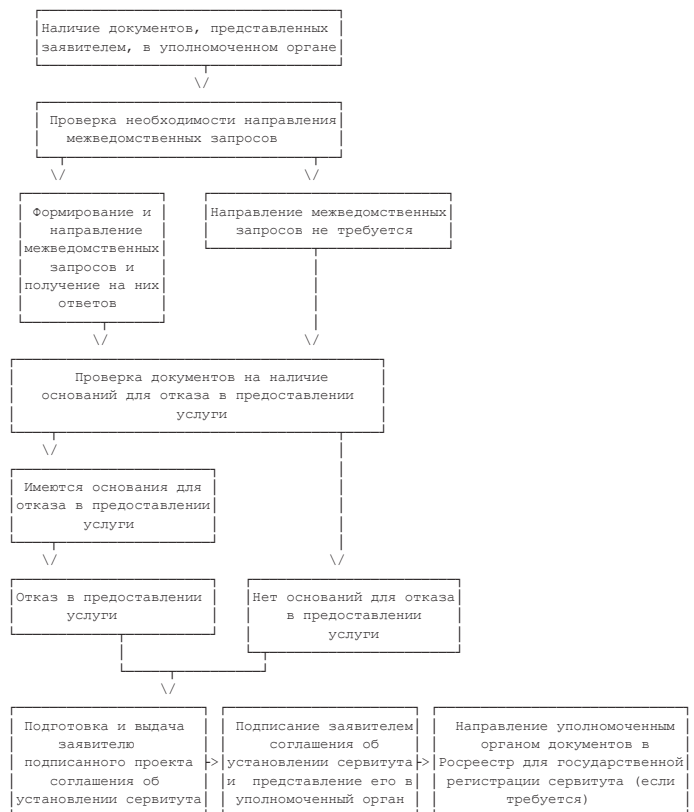 Наличие документов, представленных
заявителем, в уполномоченном органе
Проверка необходимости направления
межведомственных запросов
Формирование и
направление
межведомственных
запросов и
получение на них
ответов
Направление межведомственных
запросов не требуется
Проверка документов на наличие
оснований для отказа в предоставлении
услуги
Имеются основания для
отказа в предоставлении
услуги
Отказ в предоставлении
услуги
Нет оснований для отказа
в предоставлении
услуги
Подготовка и выдача
заявителю
подписанного проекта
соглашения об
установлении сервитута
Подписание заявителем
соглашения об
установлении сервитута
и представление его в
уполномоченный орган
Направление уполномоченным
органом документов в
Росреестр для государственной
регистрации сервитута (если
требуется)